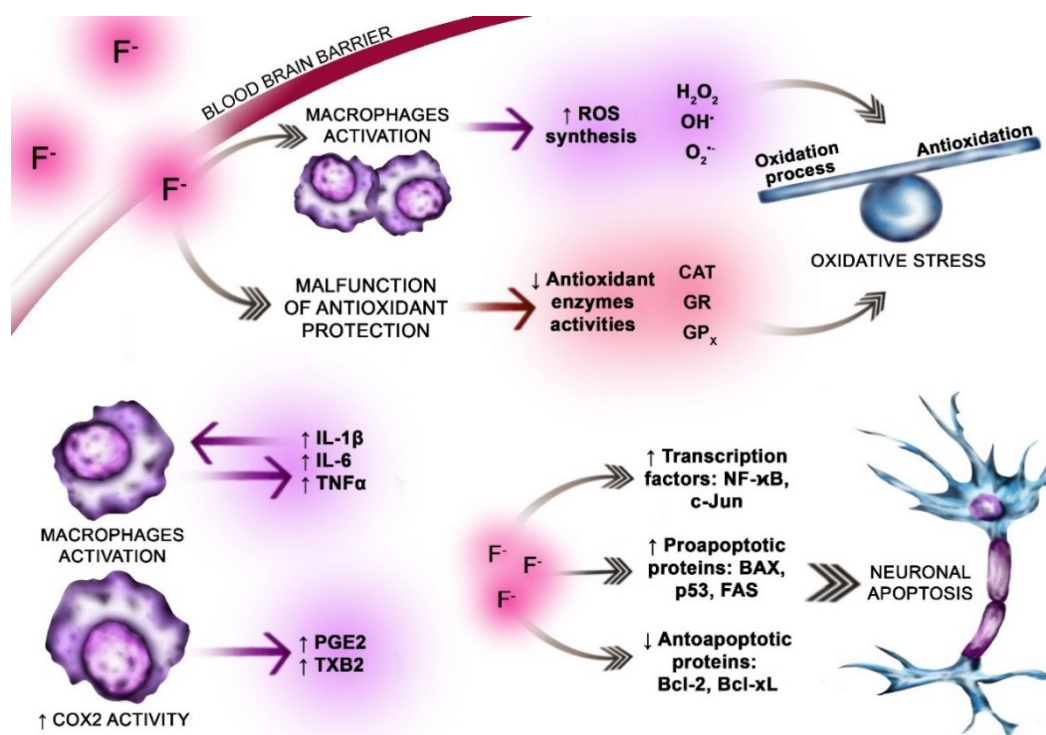 F-
F-
F-
BLOOD BRAIN BARRIER
MACROPHAGES
ACTIVATION
↑ ROS
synthesis
H₂O₂
OH•
O₂•-
Oxidation
process
Antioxidation
OXIDATIVE STRESS
MALFUNCTION
OF ANTIOXIDANT
PROTECTION
↓ Antioxidant
enzymes
activities
CAT
GR
GPx
↑ IL-1β
↑ IL-6
↑ TNFα
MACROPHAGES
ACTIVATION
↑ PGE2
↑ TXB2
↑ COX2 ACTIVITY
F-
F-
F-
↑ Transcription
factors: NF-ϰB,
c-Jun
↑ Proapoptotic
proteins: BAX,
p53, FAS
↓ Antoapoptotic
proteins:
Bcl-2, Bcl-xL
NEURONAL
APOPTOSIS